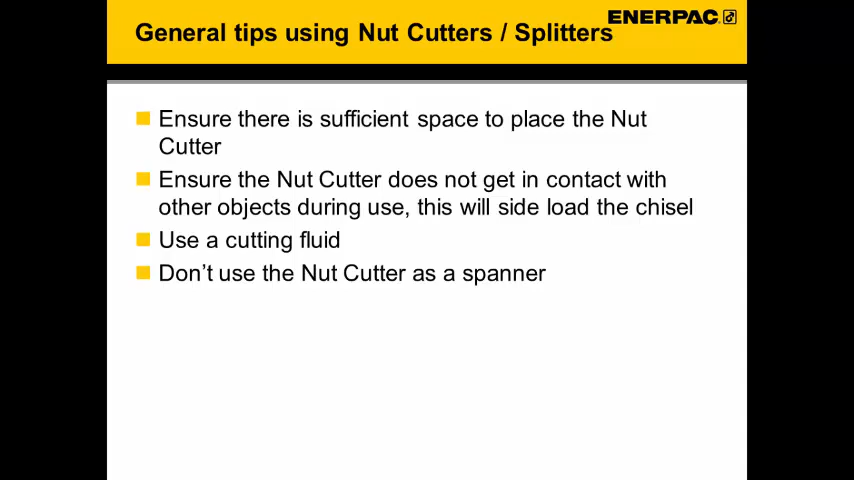 ENERPAC.
General tips using Nut Cutters / Splitters
Ensure there is sufficient space to place the Nut
Cutter
Ensure the Nut Cutter does not get in contact with
other objects during use, this will side load the chisel
Use a cutting fluid
Don’t use the Nut Cutter as a spanner